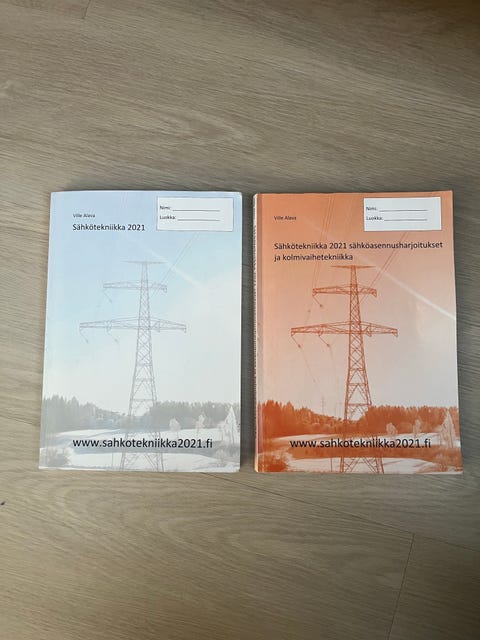 Nimi:
Luokka:
Ville Alava
Sähkötekniikka 2021
www.sahkotekniikka2021.fi
Nimi:
Luokka:
Ville Alava
Sähkötekniikka 2021 sähköasennusharjoitukset
ja kolmivaihetekniikka
www.sahkotekniikka2021.fi